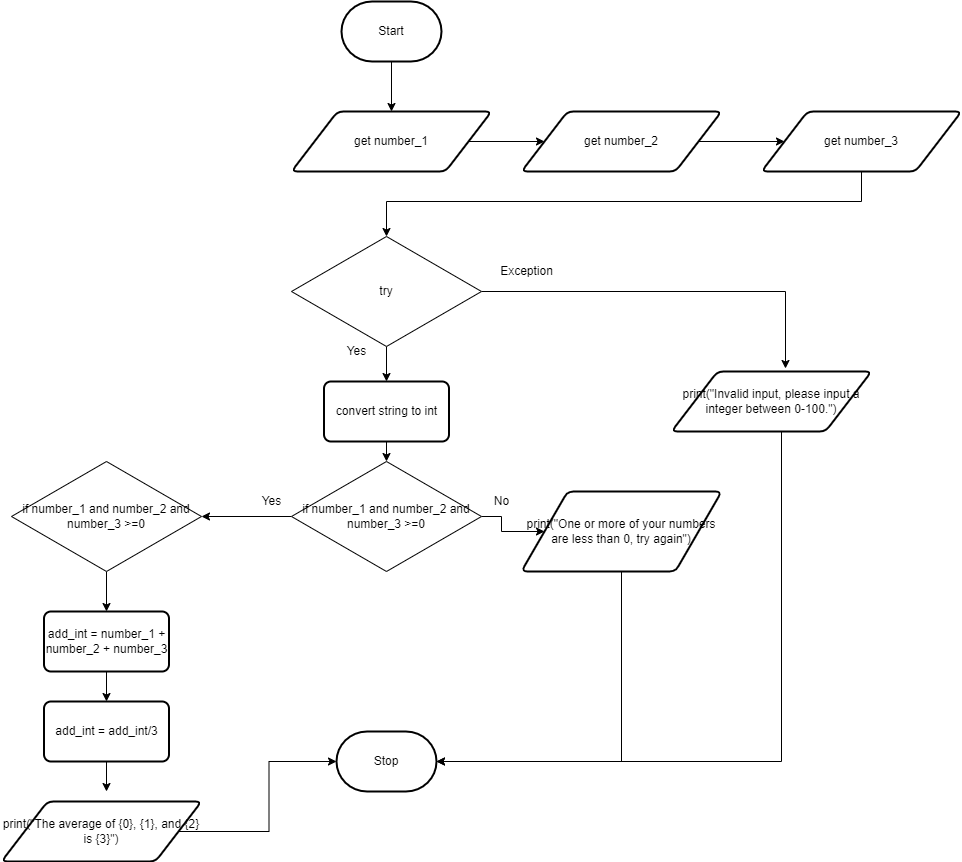 Start
get number_1
get number_2
get number_3
try
Exception
Yes
convert string to int
print("Invalid input, please input a
integer between 0-100.")
if number_1 and number_2 and
number_3 >=0
Yes
if number_1 and number_2 and
number_3 >=0
No
print("One or more of your numbers
are less than 0, try again")
add_int = number_1 +
number_2 + number_3
add_int = add_int/3
Stop
print("The average of {0}, {1}, and {2}
is {3}")